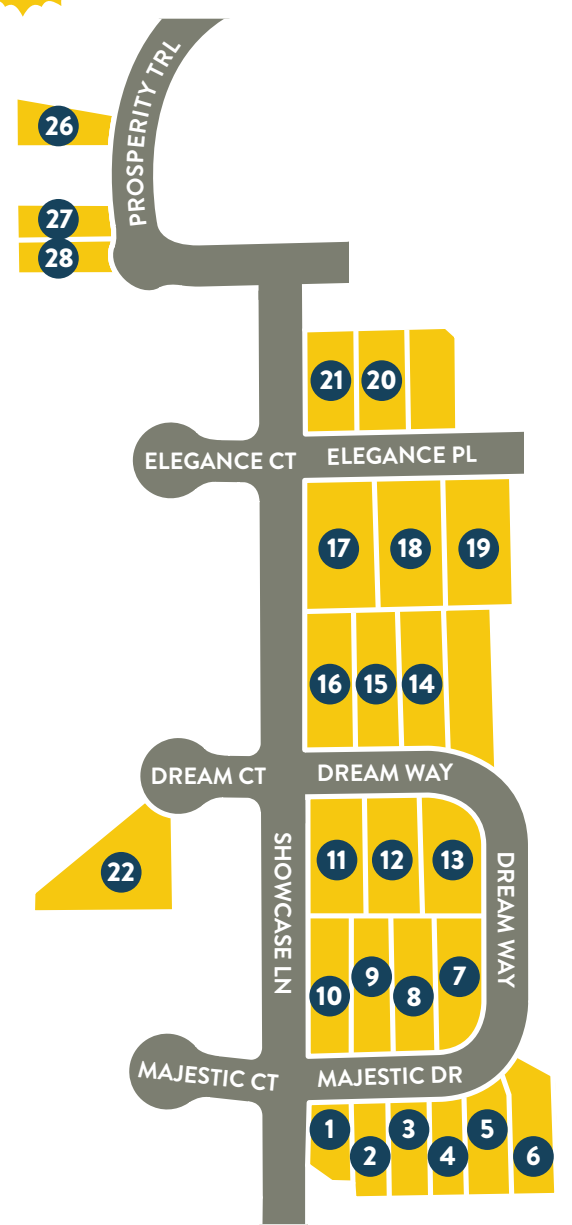 PROSPERITY TRL
26
27
28
21
20
ELEGANCE CT
ELEGANCE PL
17
18
19
16
15
14
DREAM CT
DREAM WAY
11
12
13
22
SHOWCASE LN
DREAM WAY
10
9
8
7
MAJESTIC CT
MAJESTIC DR
1
2
3
4
5
6